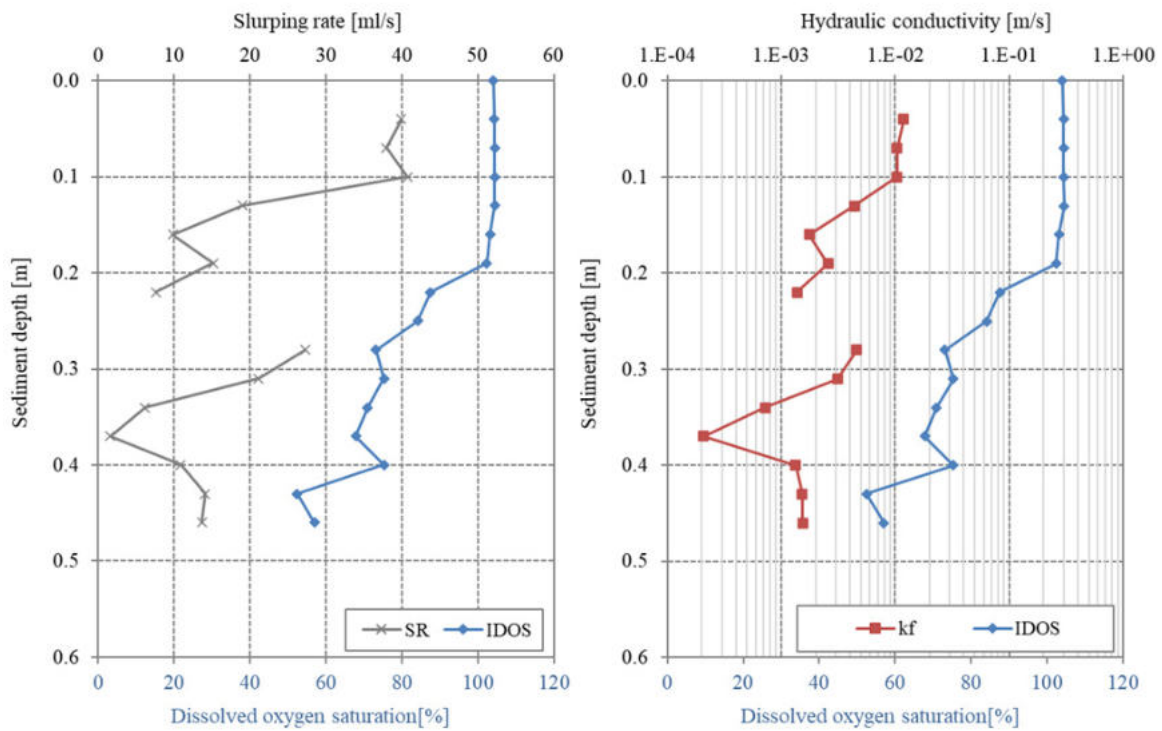 Slurping rate [ml/s]
0 10 20 30 40 50 60
0.0
0.1
0.2
0.3
0.4
0.5
0.6
Sediment depth [m]
SR IDOS
0 20 40 60 80 100 120
Dissolved oxygen saturation[%]
Hydraulic conductivity [m/s]
1.E-04 1.E-03 1.E-02 1.E-01 1.E+00
0.0
0.1
0.2
0.3
0.4
0.5
0.6
Sediment depth [m]
kf IDOS
0 20 40 60 80 100 120
Dissolved oxygen saturation[%]